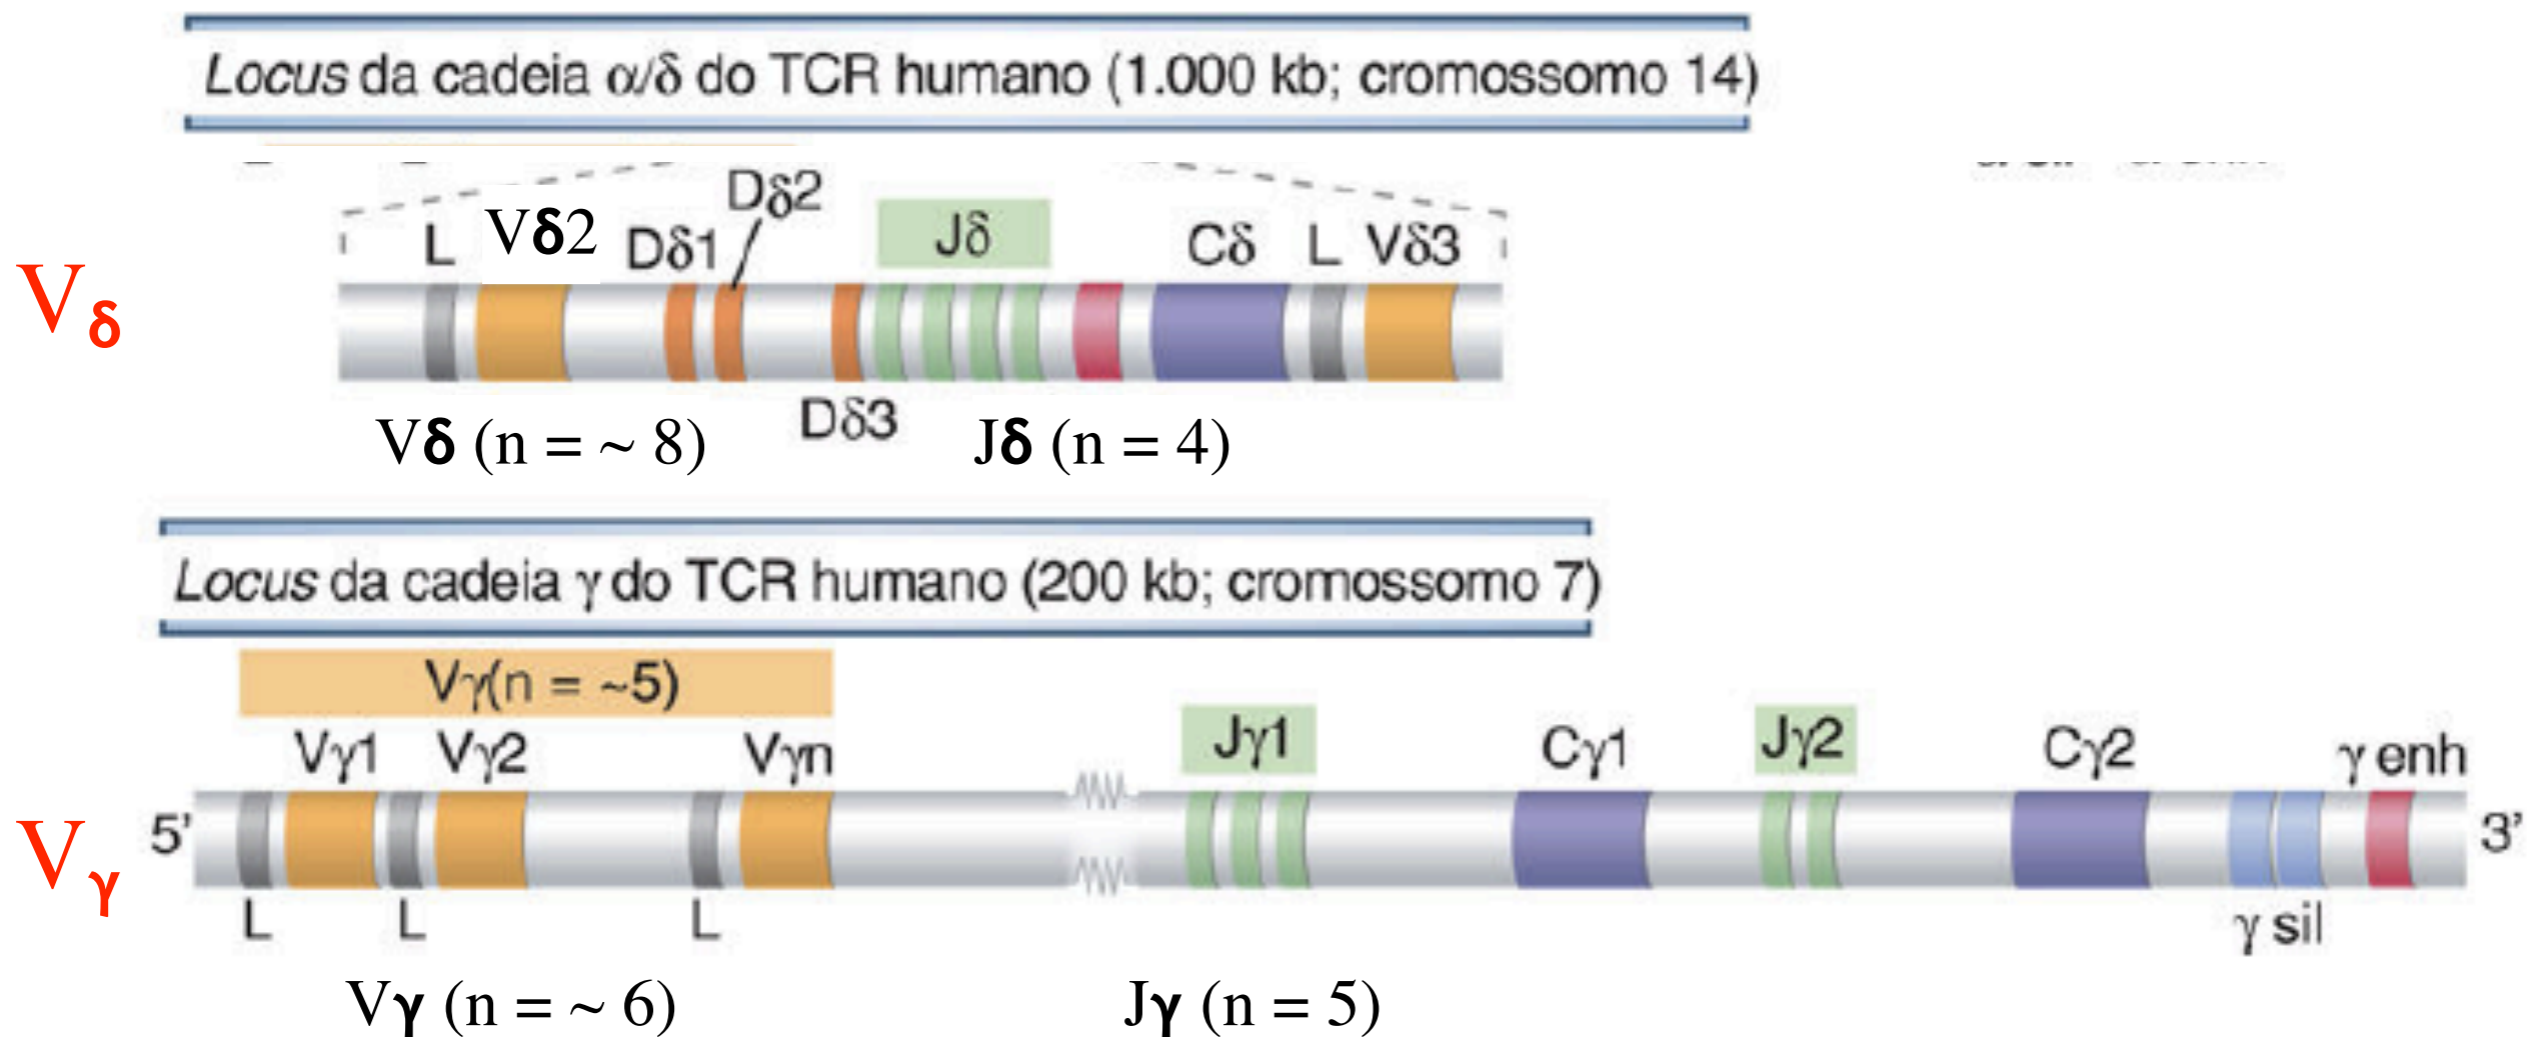 Locus da cadeia α/δ do TCR humano (1.000 kb; cromossomo 14)
Dδ2
L Vδ2 Dδ1 Jδ Cδ L Vδ3
Vδ
Dδ3
Vδ (n = ~ 8) Jδ (n = 4)
Locus da cadeia γ do TCR humano (200 kb; cromossomo 7)
Vγ(n = ~5)
Vγ1 Vγ2 Vγn Jγ1 Cγ1 Jγ2 Cγ2 γ enh
Vγ 5’ 3’
L L L γ sil
Vγ (n = ~ 6) Jγ (n = 5)